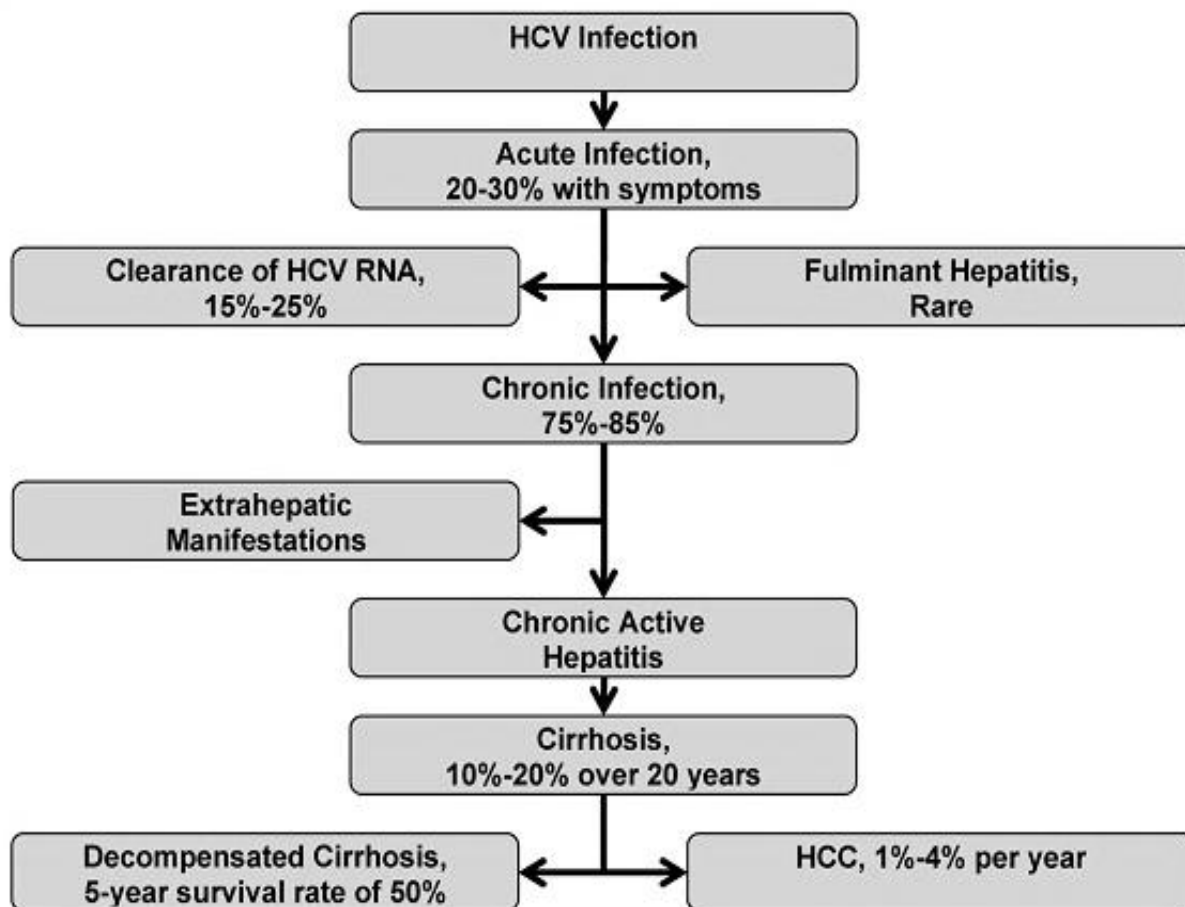 HCV Infection
Acute Infection,
20-30% with symptoms
Clearance of HCV RNA,
15%-25%
Fulminant Hepatitis,
Rare
Chronic Infection,
75%-85%
Extrahepatic
Manifestations
Chronic Active
Hepatitis
Cirrhosis,
10%-20% over 20 years
Decompensated Cirrhosis,
5-year survival rate of 50%
HCC, 1%-4% per year